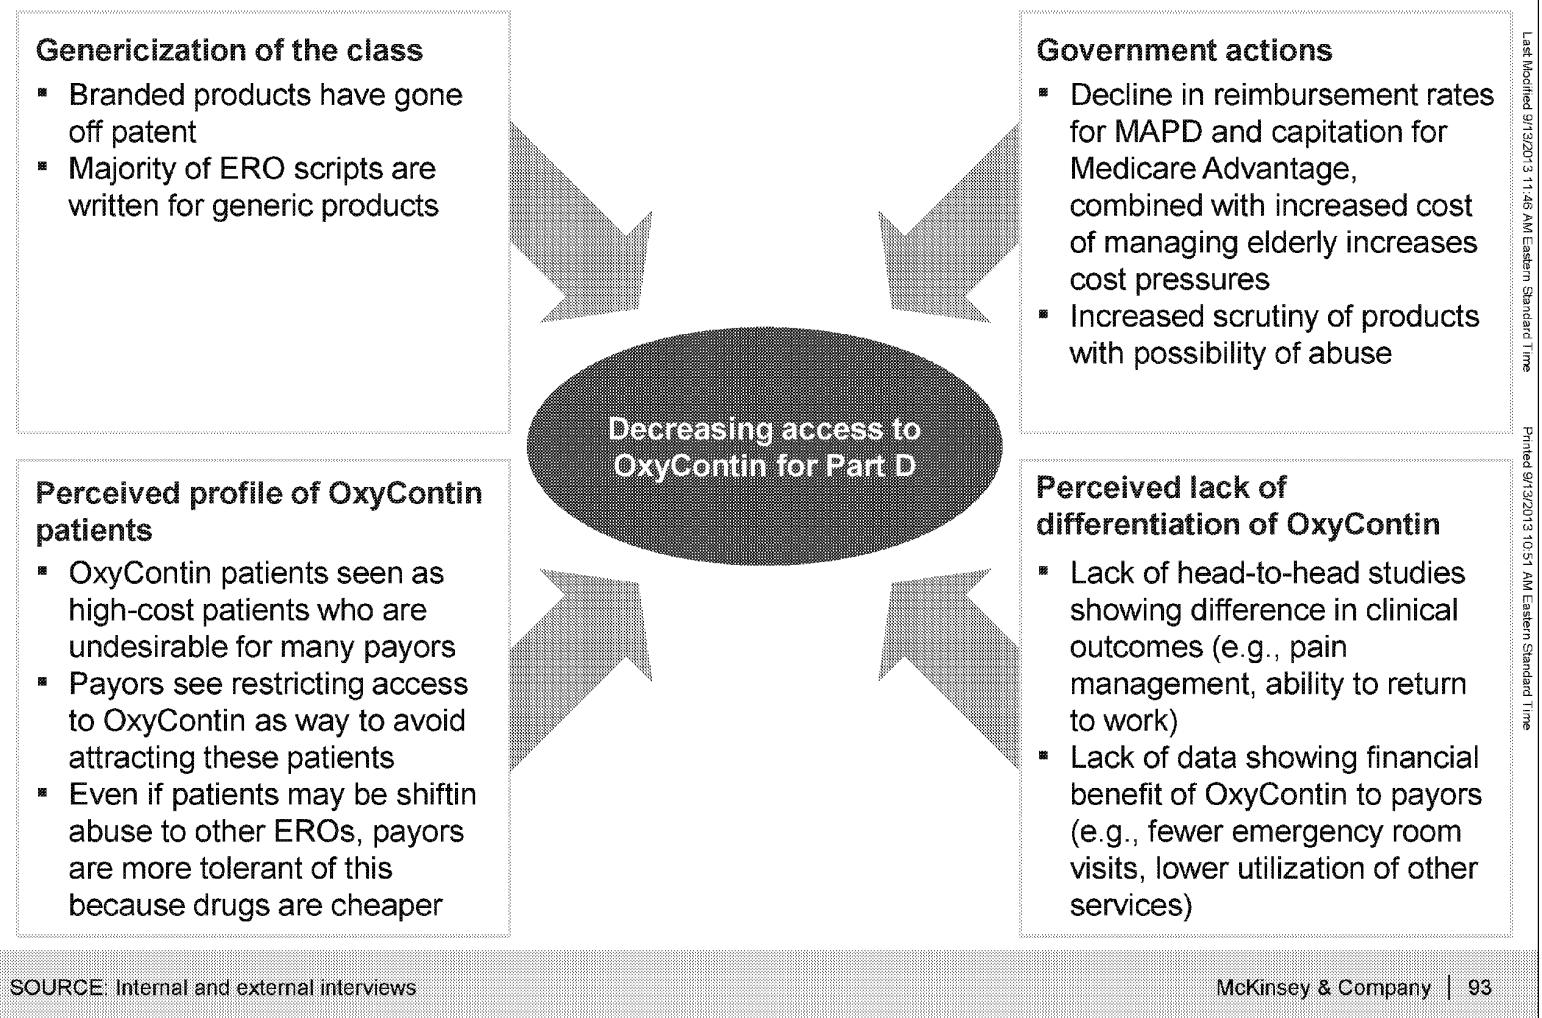 Genericization of the class
▪ Branded products have gone
off patent
▪ Majority of ERO scripts are
written for generic products
Government actions
▪ Decline in reimbursement rates
for MAPD and capitation for
Medicare Advantage,
combined with increased cost
of managing elderly increases
cost pressures
▪ Increased scrutiny of products
with possibility of abuse
Decreasing access to
OxyContin for Part D
Perceived profile of OxyContin
patients
▪ OxyContin patients seen as
high-cost patients who are
undesirable for many payors
▪ Payors see restricting access
to OxyContin as way to avoid
attracting these patients
▪ Even if patients may be shiftin
abuse to other EROs, payors
are more tolerant of this
because drugs are cheaper
Perceived lack of
differentiation of OxyContin
▪ Lack of head-to-head studies
showing difference in clinical
outcomes (e.g., pain
management, ability to return
to work)
▪ Lack of data showing financial
benefit of OxyContin to payors
(e.g., fewer emergency room
visits, lower utilization of other
services)
Last Modified 9/13/2013 11:46 AM Eastern Standard Time
Printed 9/13/2013 10:51 AM Eastern Standard Time
SOURCE: Internal and external interviews
McKinsey & Company | 93